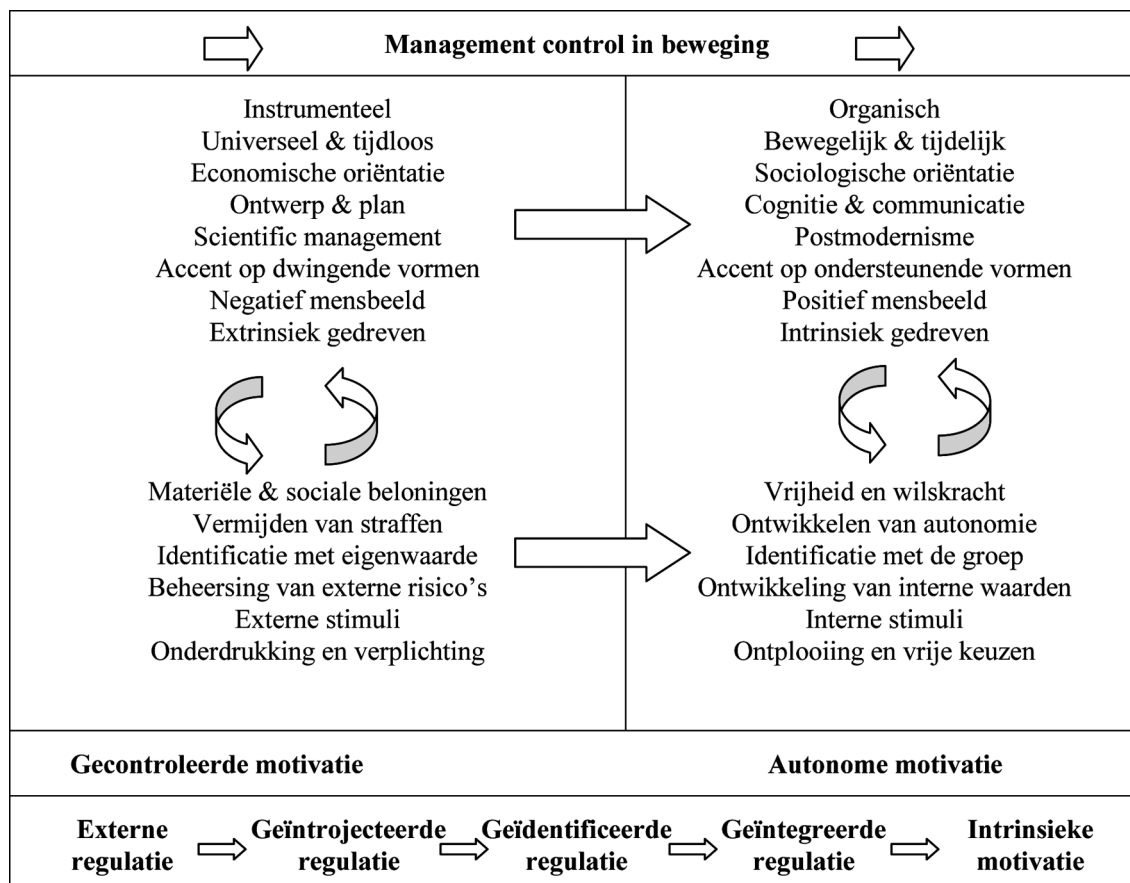 Management control in beweging
Instrumenteel
Universeel & tijdloos
Economische oriëntatie
Ontwerp & plan
Scientific management
Accent op dwingende vormen
Negatief mensbeeld
Extrinsiek gedreven
Materiële & sociale beloningen
Vermijden van straffen
Identificatie met eigenwaarde
Beheersing van externe risico's
Externe stimuli
Onderdrukking en verplichting
Organisch
Bewegelijk & tijdelijk
Sociologische oriëntatie
Cognitie & communicatie
Postmodernisme
Accent op ondersteunende vormen
Positief mensbeeld
Intrinsiek gedreven
Vrijheid en wilskracht
Ontwikkelen van autonomie
Identificatie met de groep
Ontwikkeling van interne waarden
Interne stimuli
Ontplooiing en vrije keuzen
Gecontroleerde motivatie
Autonome motivatie
Externe
regulatie
Geïntrojecteerde
regulatie
Geïdentificeerde
regulatie
Geïntegreerde
regulatie
Intrinsieke
motivatie